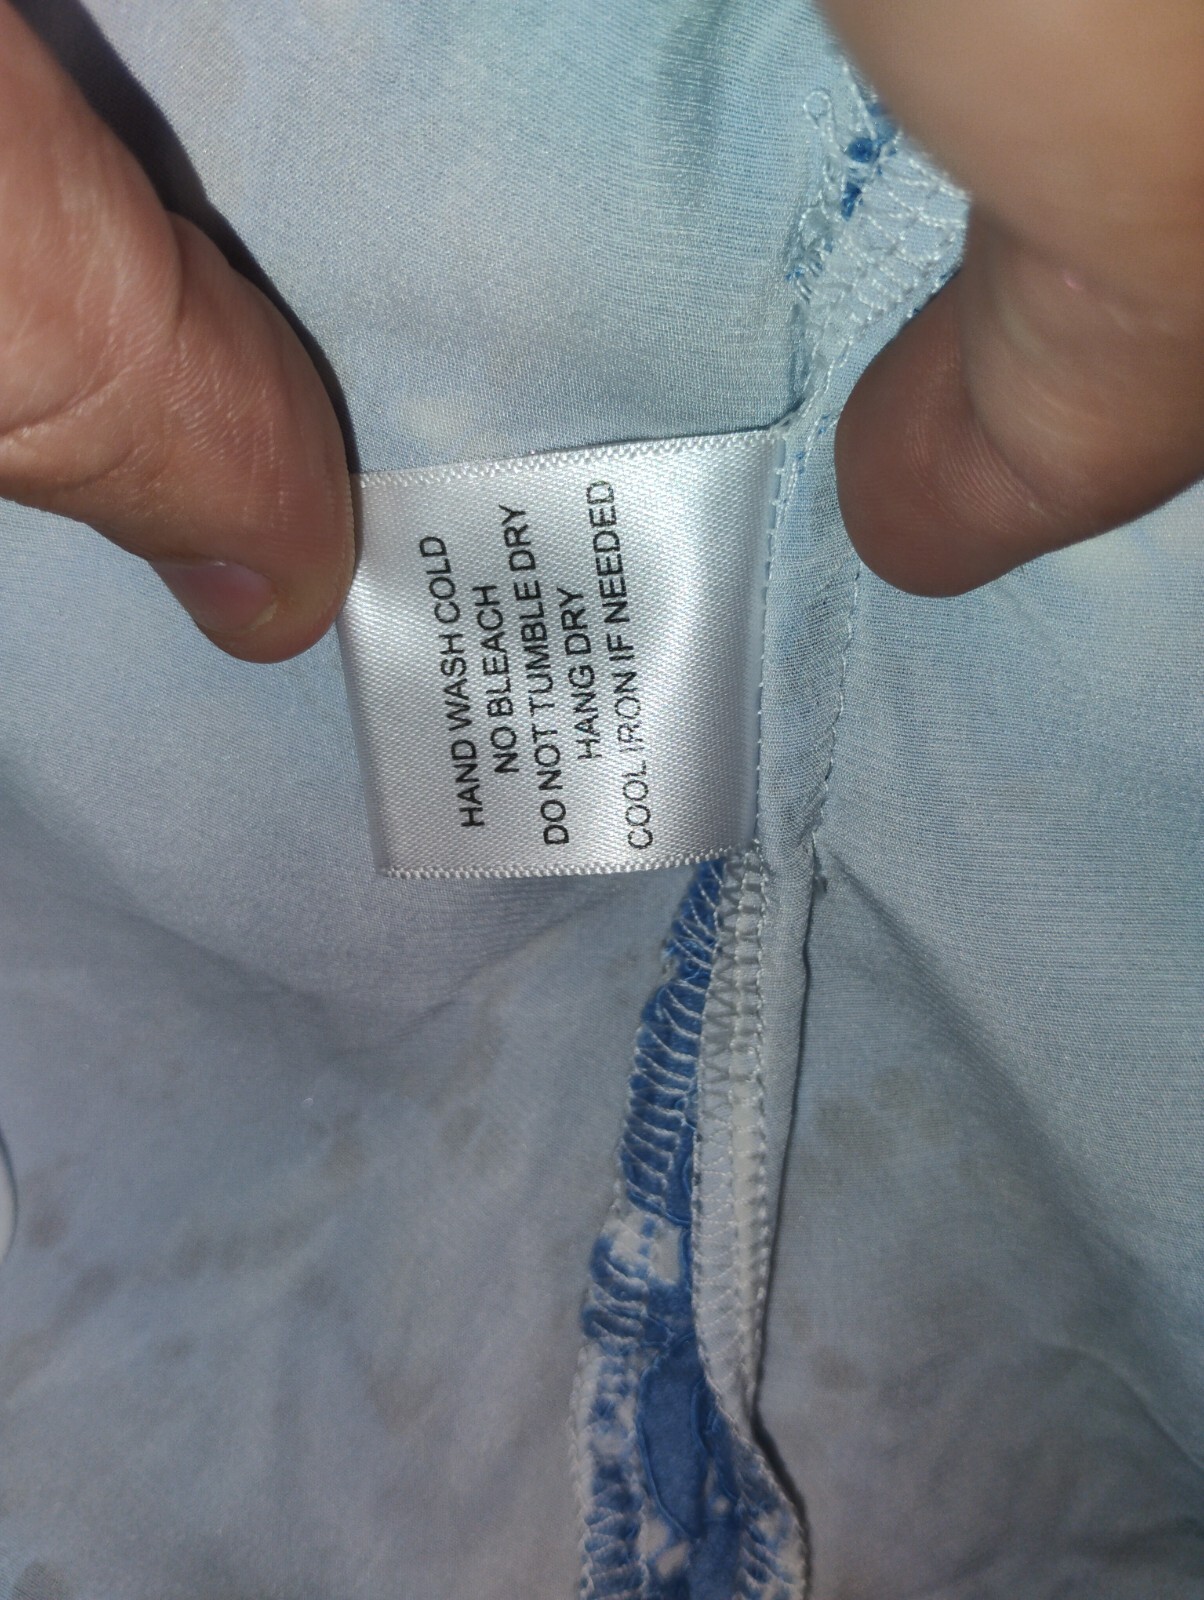 HAND WASH COLD
NO BLEACH
DO NOT TUMBLE DRY
HANG DRY
COOL IRON IF NEEDED